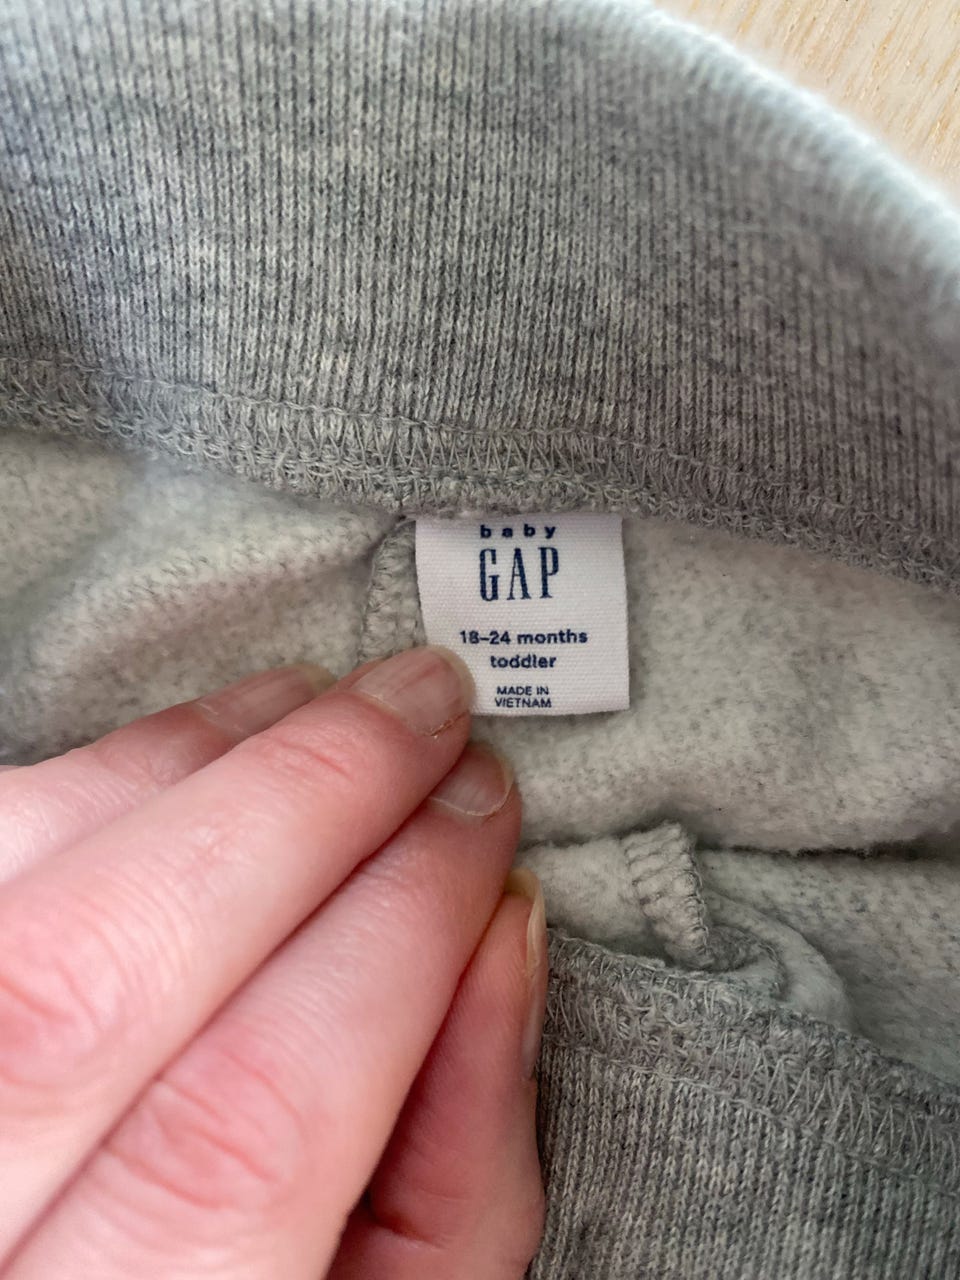 baby
GAP
18–24 months
toddler
MADE IN
VIETNAM